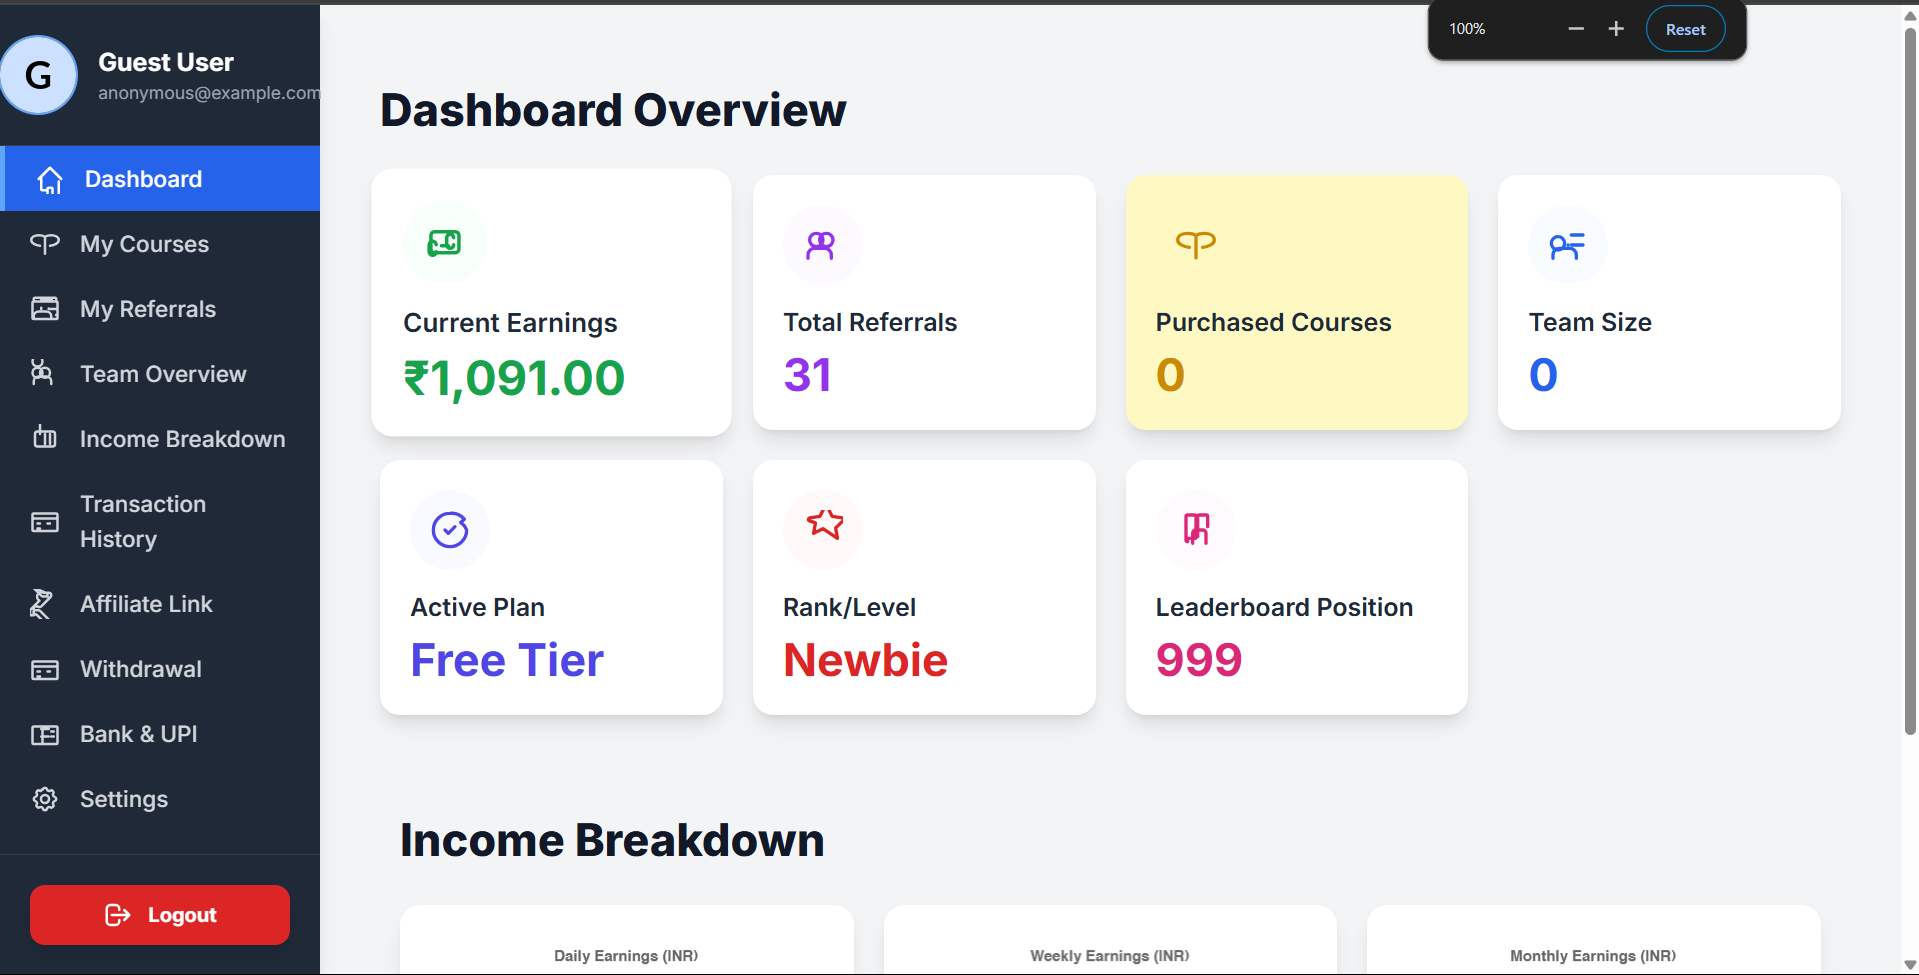 100%
Reset
G
Guest User
anonymous@example.com
Dashboard
My Courses
My Referrals
Team Overview
Income Breakdown
Transaction
History
Affiliate Link
Withdrawal
Bank & UPI
Settings
Logout
Dashboard Overview
Current Earnings
₹1,091.00
Total Referrals
31
Purchased Courses
0
Team Size
0
Active Plan
Free Tier
Rank/Level
Newbie
Leaderboard Position
999
Income Breakdown
Daily Earnings (INR)
Weekly Earnings (INR)
Monthly Earnings (INR)